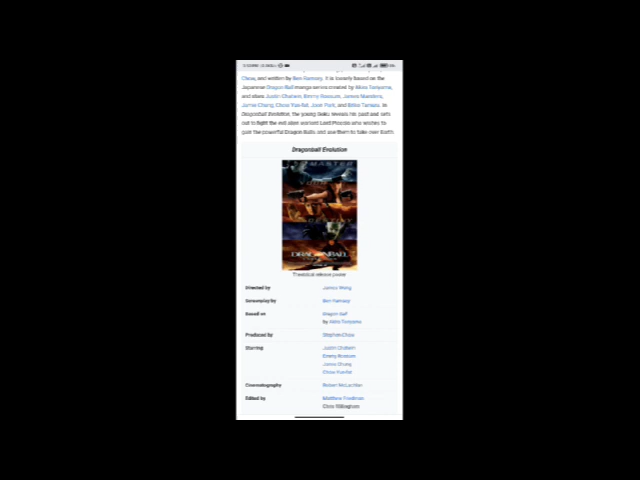 Chow, and written by Ben Ramsey. It is loosely based on the
Japanese Dragon Ball manga series created by Akira Toriyama,
and stars Justin Chatwin, Emmy Rossum, James Marsters,
Jamie Chung, Chow Yun-fat, Joon Park, and Eriko Tamura. In
Dragonball Evolution, the young Goku reveals his past and sets
out to fight the evil alien warlord Lord Piccolo who wishes to
gain the powerful Dragon Balls and use them to take over Earth.
Dragonball Evolution
DRAGONBALL
Theatrical release poster
Directed by James Wong
Screenplay by Ben Ramsey
Based on Dragon Ball
by Akira Toriyama
Produced by Stephen Chow
Starring Justin Chatwin
Emmy Rossum
Jamie Chung
Chow Yun-fat
Cinematography Robert McLachlan
Edited by Matthew Friedman
Chris Willingham